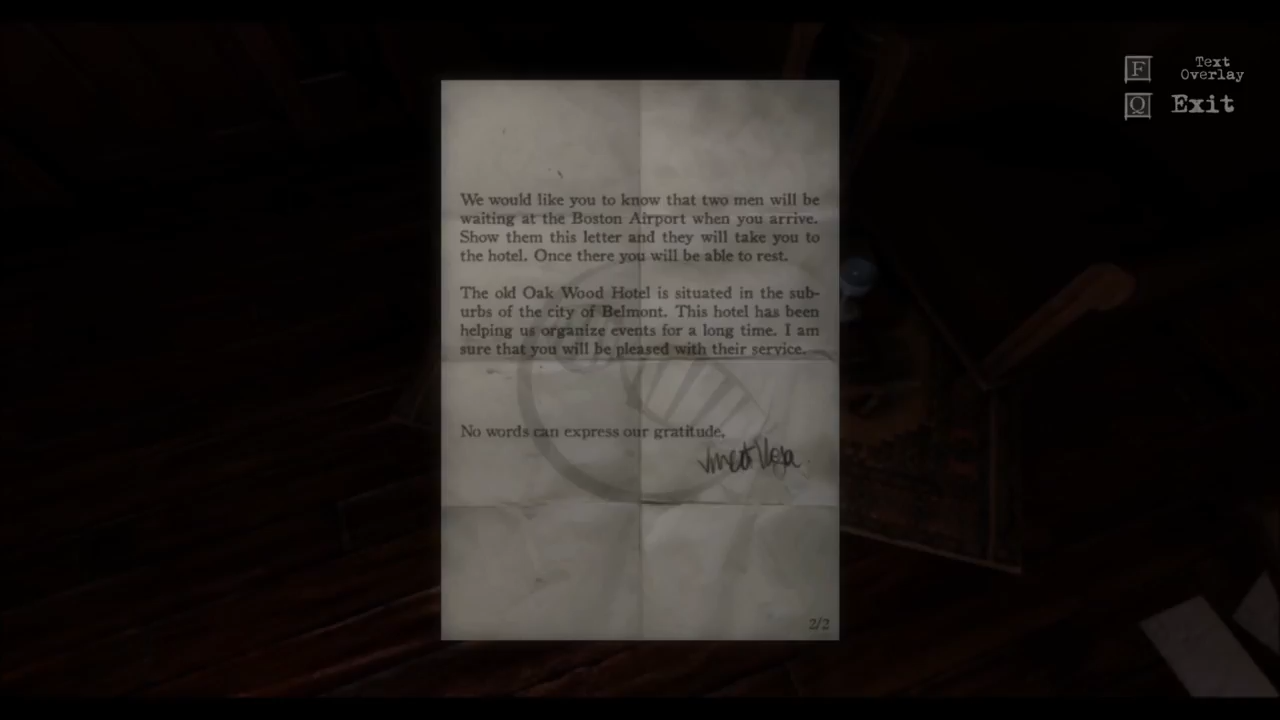 F Text
Overlay
Q Exit
We would like you to know that two men will be
waiting at the Boston Airport when you arrive.
Show them this letter and they will take you to
the hotel. Once there you will be able to rest.
The old Oak Wood Hotel is situated in the sub-
urbs of the city of Belmont. This hotel has been
helping us organize events for a long time. I am
sure that you will be pleased with their service.
No words can express our gratitude,
2/2